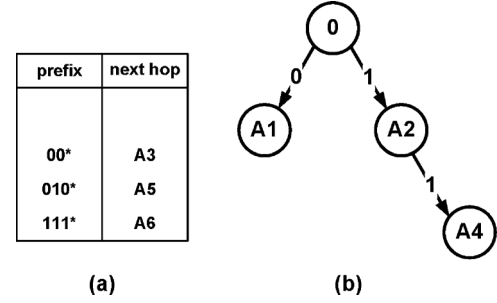 prefix next hop
00* A3
010* A5
111* A6
(a)
0
0 1
A1 A2
1
A4
(b)